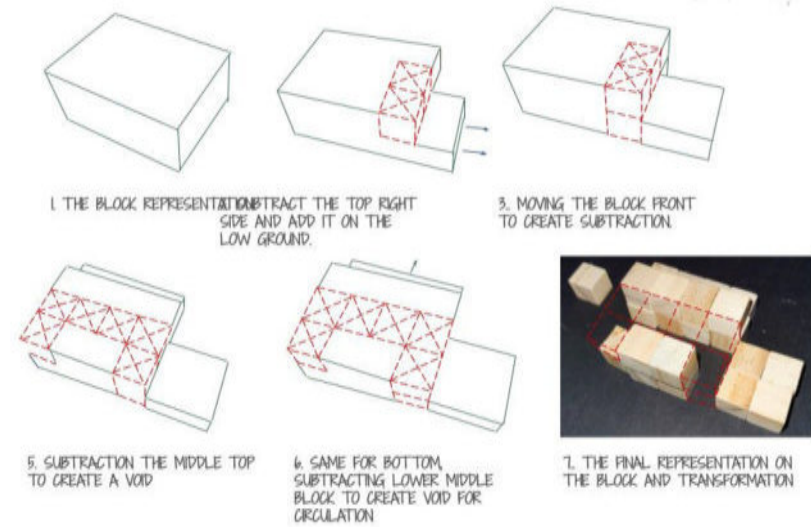 1. THE BLOCK REPRESENTATION
2. SUBTRACT THE TOP RIGHT
SIDE AND ADD IT ON THE
LOW GROUND.
3. MOVING THE BLOCK FRONT
TO CREATE SUBTRACTION.
5. SUBTRACTION THE MIDDLE TOP
TO CREATE A VOID
6. SAME FOR BOTTOM,
SUBTRACTING LOWER MIDDLE
BLOCK TO CREATE VOID FOR
CIRCULATION
7. THE FINAL REPRESENTATION ON
THE BLOCK AND TRANSFORMATION